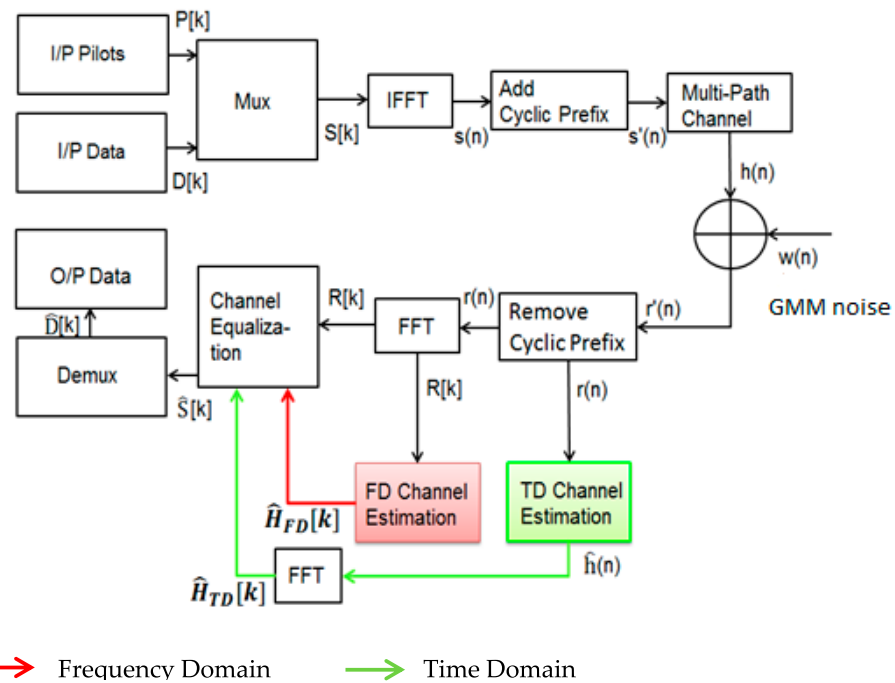 P[k]
I/P Pilots
Mux
I/P Data
D[k]
S[k]
IFFT
s(n)
Add
Cyclic Prefix
s'(n)
Multi-Path
Channel
h(n)
w(n)
GMM noise
r'(n)
Remove
Cyclic Prefix
r(n)
FFT
R[k]
Channel
Equaliza-
tion
O/P Data
D̂[k]
Demux
Ŝ[k]
R[k]
r(n)
FD Channel
Estimation
TD Channel
Estimation
Ĥ_FD[k]
ĥ(n)
FFT
Ĥ_TD[k]
Frequency Domain
Time Domain